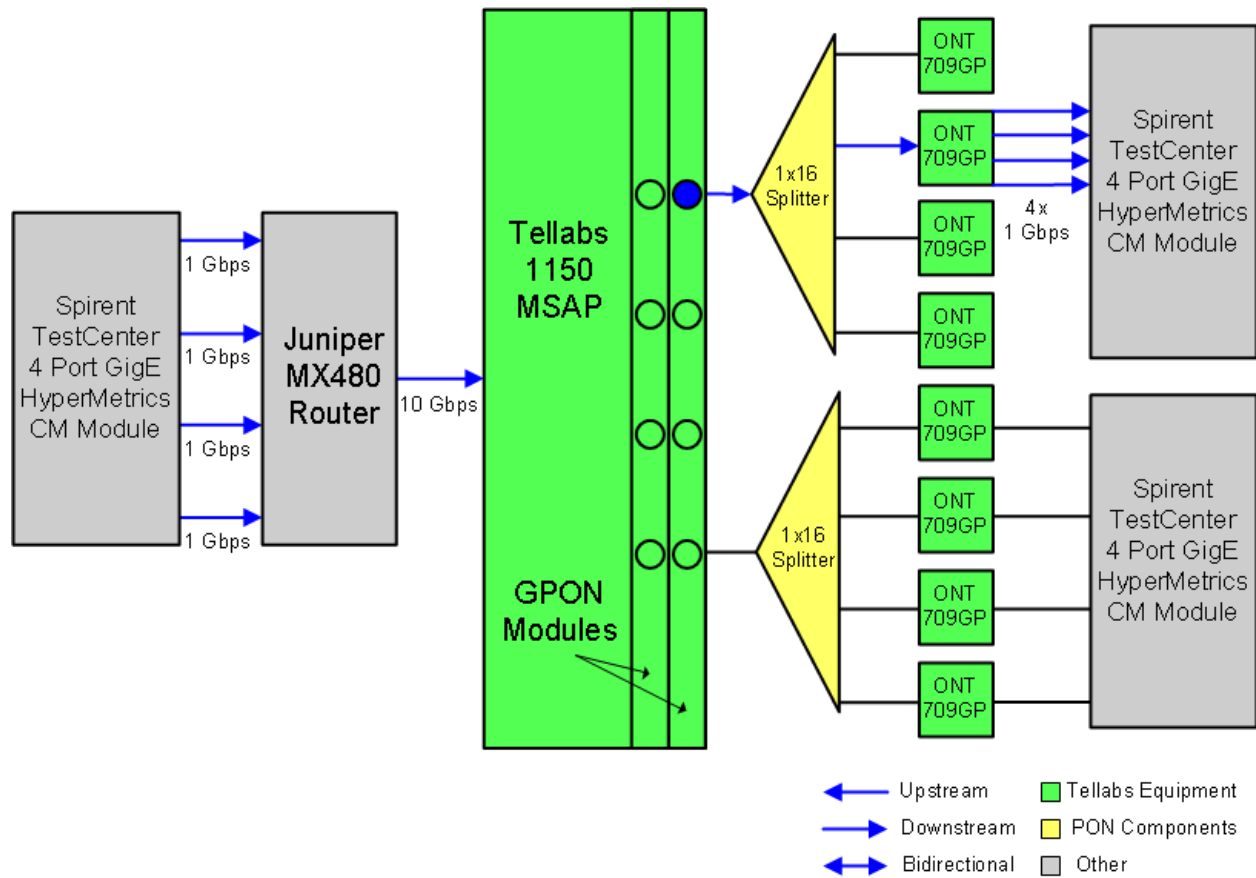 Spirent
TestCenter
4 Port GigE
HyperMetrics
CM Module
1 Gbps
1 Gbps
1 Gbps
1 Gbps
Juniper
MX480
Router
10 Gbps
Tellabs
1150
MSAP
GPON
Modules
1x16
Splitter
1x16
Splitter
ONT
709GP
ONT
709GP
ONT
709GP
ONT
709GP
4x
1 Gbps
ONT
709GP
ONT
709GP
ONT
709GP
ONT
709GP
Spirent
TestCenter
4 Port GigE
HyperMetrics
CM Module
Spirent
TestCenter
4 Port GigE
HyperMetrics
CM Module
Upstream
Downstream
Bidirectional
Tellabs Equipment
PON Components
Other